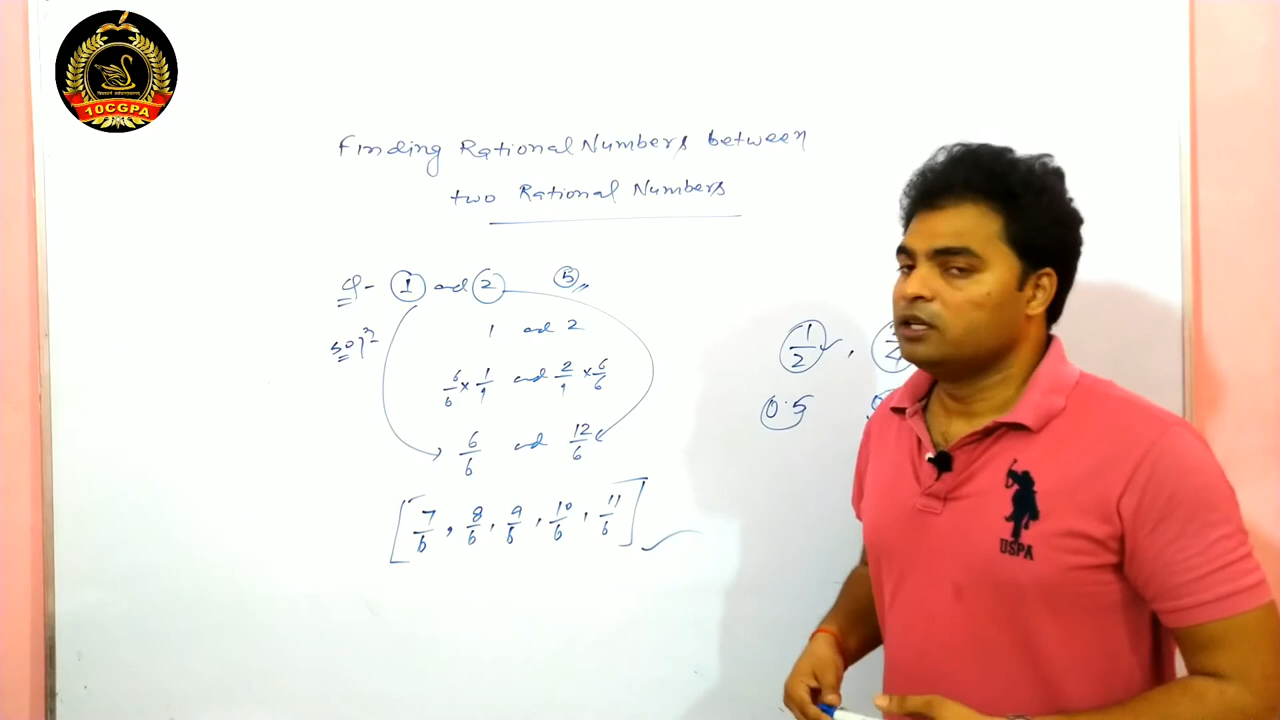 10CGPA
Finding Rational Numbers between
two Rational Numbers
Q- 1 and 2 5
Sol
1 and 2
6/6 × 1/1 and 2/1 × 6/6
6/6 and 12/6
[7/6, 8/6, 9/6, 10/6, 11/6]
1/2 ,
0.5
USPA